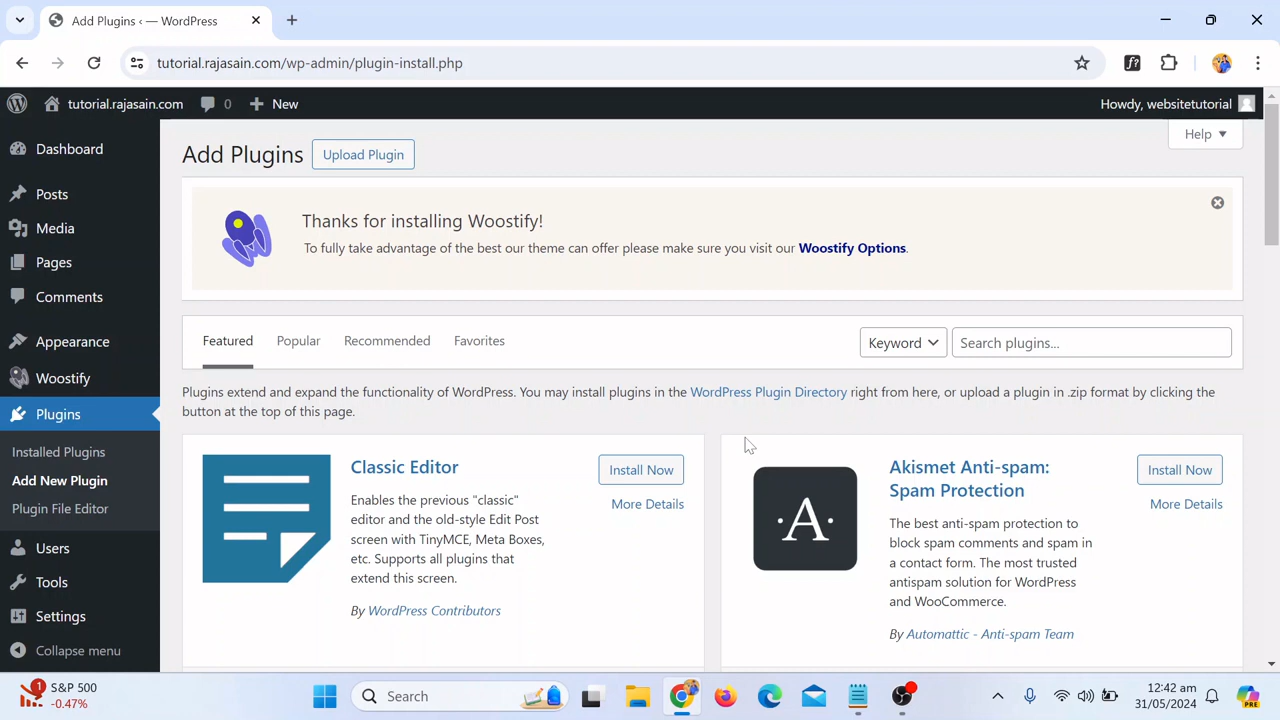 Add Plugins ‹ — WordPress
tutorial.rajasain.com/wp-admin/plugin-install.php
tutorial.rajasain.com
0
New
Howdy, websitetutorial
Dashboard
Posts
Media
Pages
Comments
Appearance
Woostify
Plugins
Installed Plugins
Add New Plugin
Plugin File Editor
Users
Tools
Settings
Collapse menu
Help
Add Plugins
Upload Plugin
Thanks for installing Woostify!
To fully take advantage of the best our theme can offer please make sure you visit our Woostify Options.
Featured
Popular
Recommended
Favorites
Keyword
Search plugins...
Plugins extend and expand the functionality of WordPress. You may install plugins in the WordPress Plugin Directory right from here, or upload a plugin in .zip format by clicking the
button at the top of this page.
Classic Editor
Install Now
More Details
Enables the previous "classic"
editor and the old-style Edit Post
screen with TinyMCE, Meta Boxes,
etc. Supports all plugins that
extend this screen.
By WordPress Contributors
·A·
Akismet Anti-spam:
Spam Protection
Install Now
More Details
The best anti-spam protection to
block spam comments and spam in
a contact form. The most trusted
antispam solution for WordPress
and WooCommerce.
By Automattic - Anti-spam Team
1
S&P 500
-0.47%
Search
12:42 am
31/05/2024
PRE